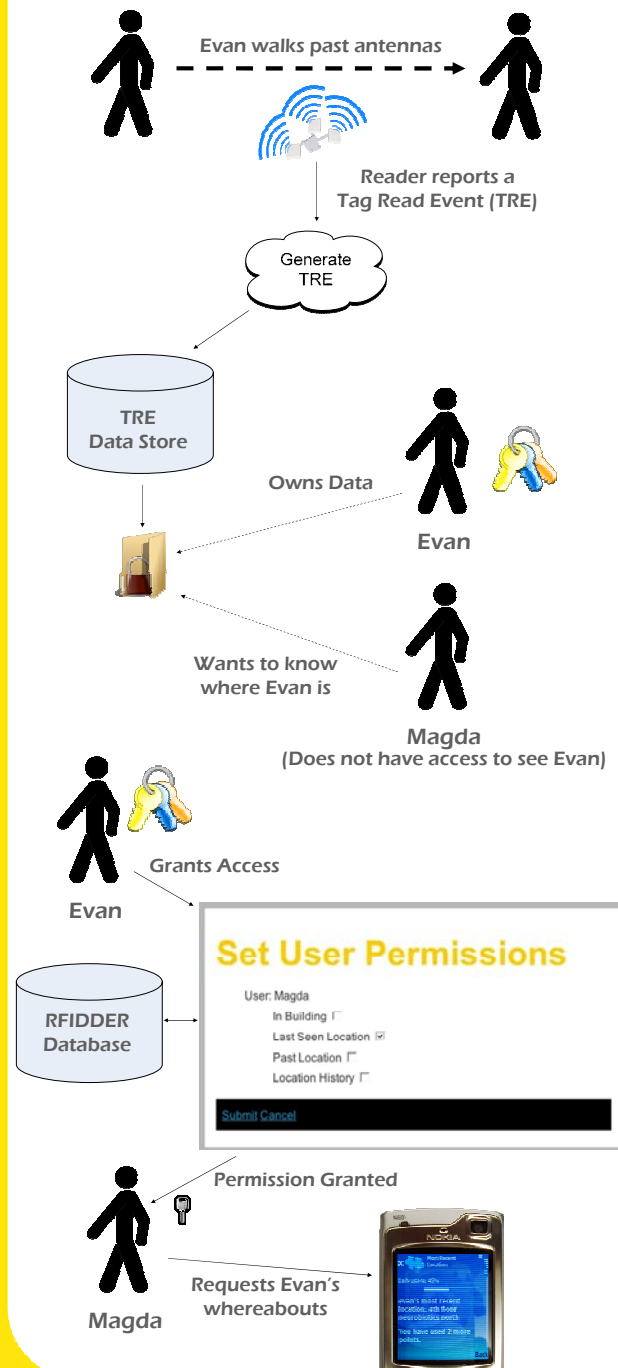 Evan walks past antennas
Reader reports a
Tag Read Event (TRE)
Generate
TRE
TRE
Data Store
Owns Data
Evan
Wants to know
where Evan is
Magda
(Does not have access to see Evan)
Grants Access
Evan
Set User Permissions
User: Magda
In Building
Last Seen Location
Past Location
Location History
Submit Cancel
RFIDDER
Database
Permission Granted
Requests Evan's
whereabouts
Magda
NOKIA
Most Recent
Location
evan's most recent
location: 4th floor
neurobotics north
You have used 2 more
points.
Back